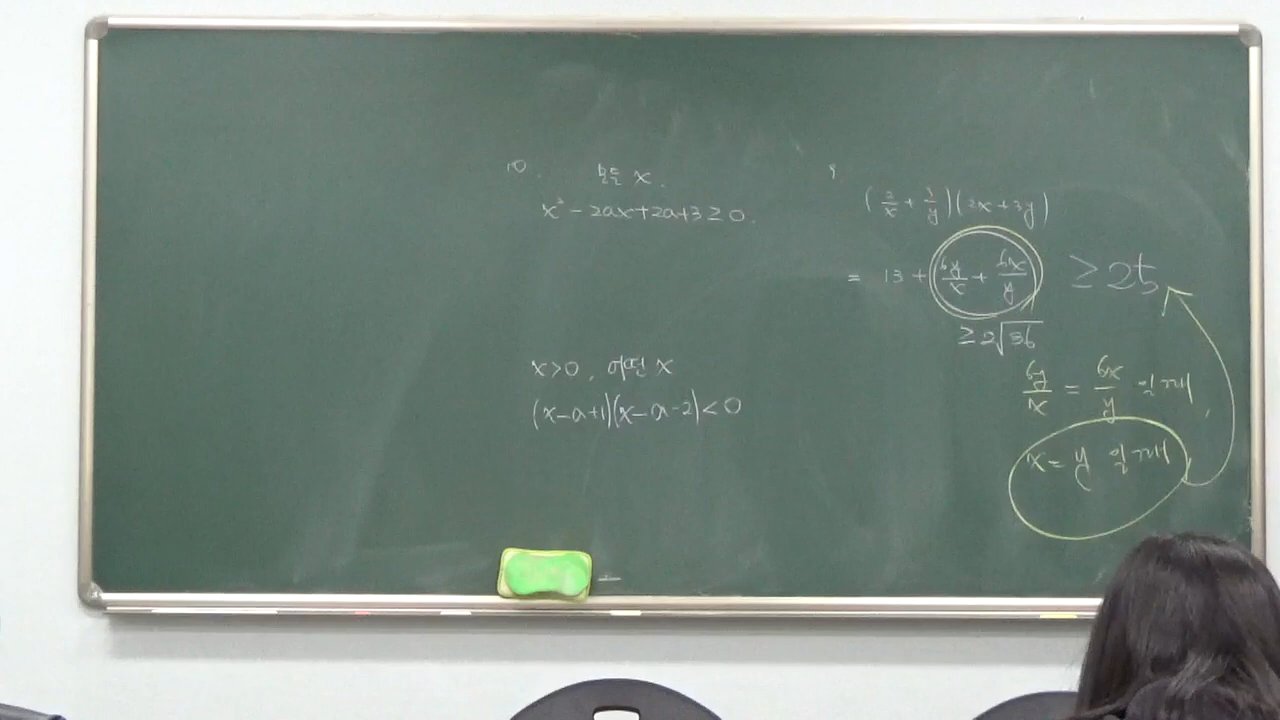 10. 모든 x.
x² - 2ax + 2a + 3 ≥ 0.
x > 0, 어떤 x
(x - a + 1)(x - a - 2) < 0
9.
(2/x + 3/y)(2x + 3y)
= 13 + 6y/x + 6x/y ≥ 25
≥ 2√36
6y/x = 6x/y 일 때
x = y 일 때